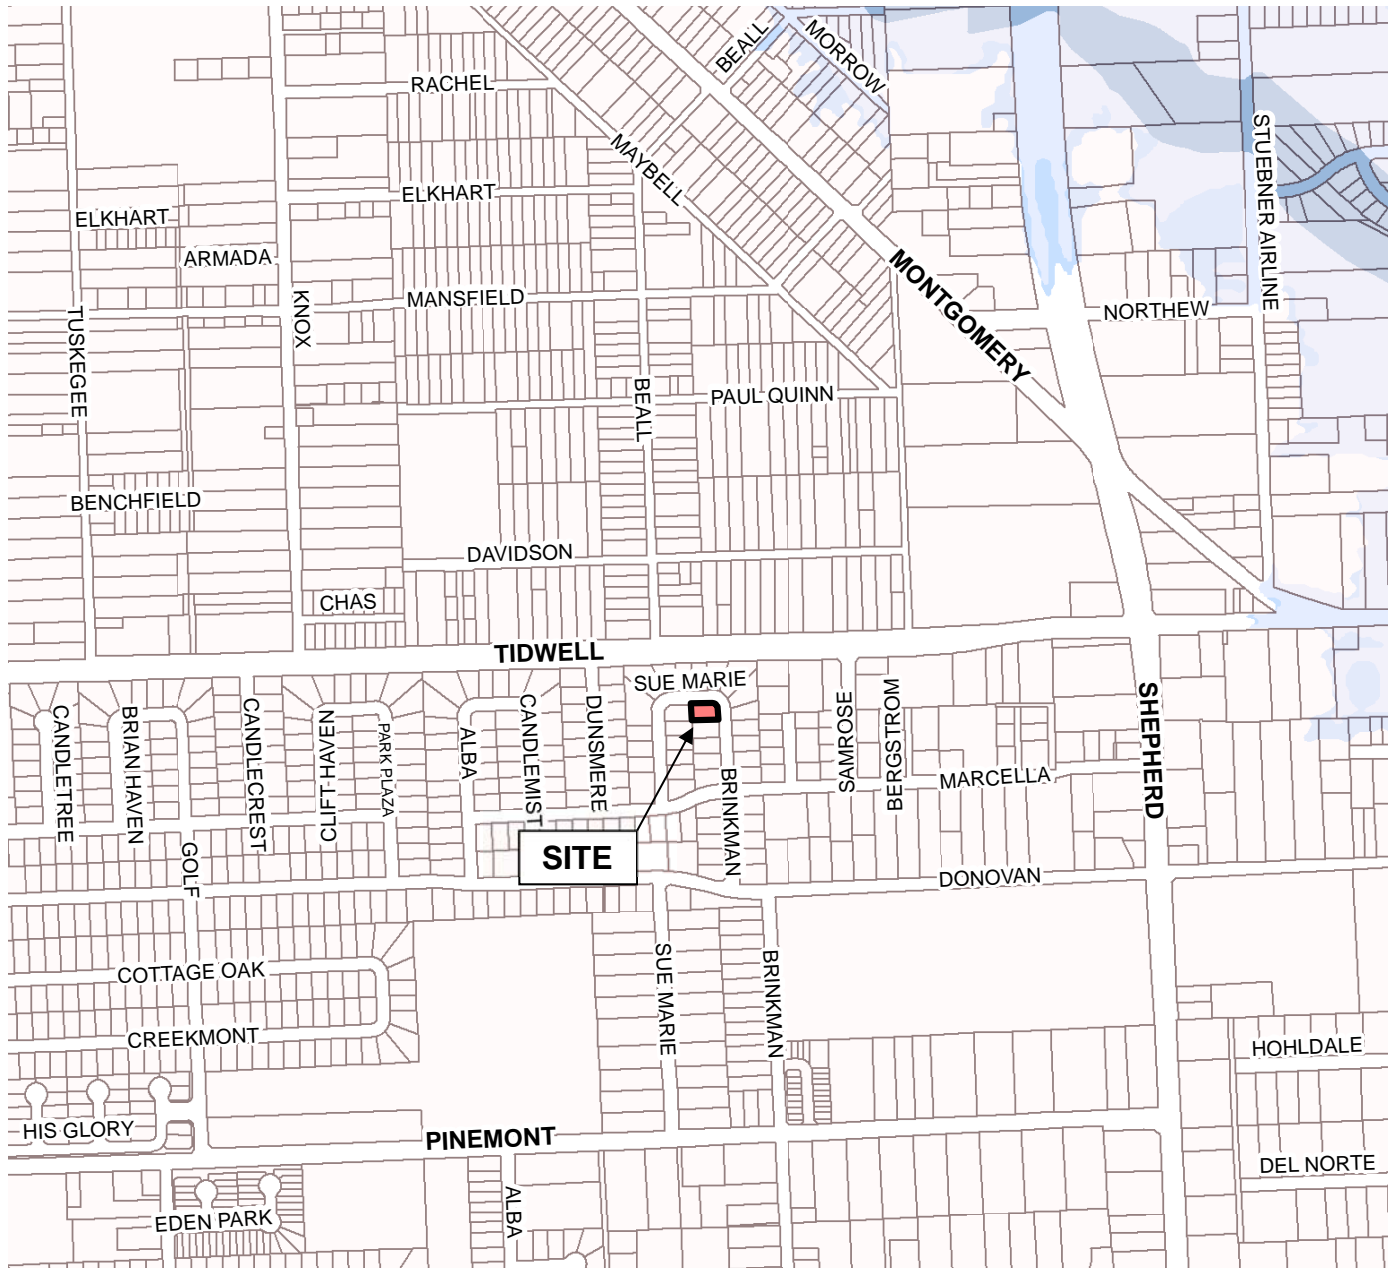 BEALL
MORROW
RACHEL
MAYBELL
STUEBNER AIRLINE
ELKHART
ELKHART
ARMADA
MONTGOMERY
KNOX
MANSFIELD
NORTHEW
TUSKEGEE
BEALL
PAUL QUINN
BENCHFIELD
DAVIDSON
CHAS
TIDWELL
SUE MARIE
CANDLETREE
BRIAN HAVEN
CANDLECREST
CLIFT HAVEN
PARK PLAZA
ALBA
CANDLEMIST
DUNSMERE
BRINKMAN
SAMROSE
BERGSTROM
MARCELLA
SHEPHERD
SITE
GOLF
DONOVAN
COTTAGE OAK
SUE MARIE
BRINKMAN
CREEKMONT
HOHLDALE
HIS GLORY
PINEMONT
DEL NORTE
EDEN PARK
ALBA